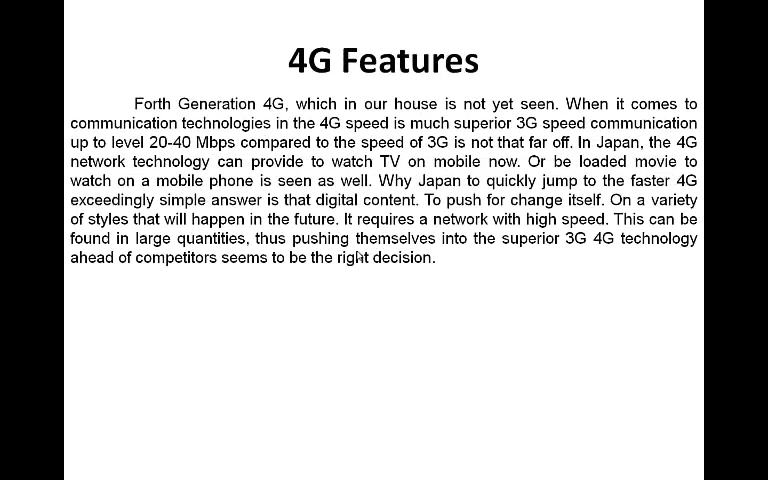 4G Features
Forth Generation 4G, which in our house is not yet seen. When it comes to
communication technologies in the 4G speed is much superior 3G speed communication
up to level 20-40 Mbps compared to the speed of 3G is not that far off. In Japan, the 4G
network technology can provide to watch TV on mobile now. Or be loaded movie to
watch on a mobile phone is seen as well. Why Japan to quickly jump to the faster 4G
exceedingly simple answer is that digital content. To push for change itself. On a variety
of styles that will happen in the future. It requires a network with high speed. This can be
found in large quantities, thus pushing themselves into the superior 3G 4G technology
ahead of competitors seems to be the right decision.